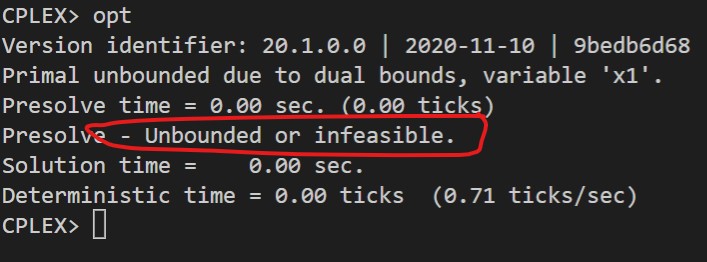 CPLEX> opt
Version identifier: 20.1.0.0 | 2020-11-10 | 9bedb6d68
Primal unbounded due to dual bounds, variable 'x1'.
Presolve time = 0.00 sec. (0.00 ticks)
Presolve - Unbounded or infeasible.
Solution time =    0.00 sec.
Deterministic time = 0.00 ticks  (0.71 ticks/sec)
CPLEX>